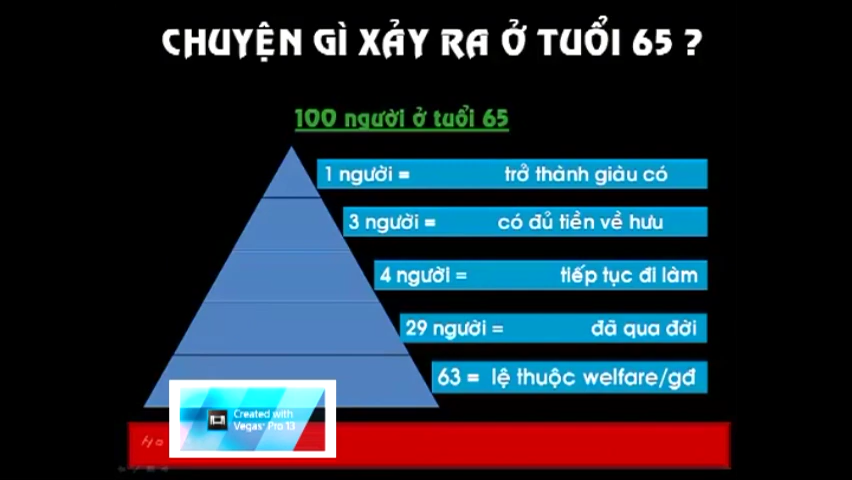 CHUYỆN GÌ XẢY RA Ở TUỔI 65 ?
100 người ở tuổi 65
1 người = trở thành giàu có
3 người = có đủ tiền về hưu
4 người = tiếp tục đi làm
29 người = đã qua đời
63 = lệ thuộc welfare/gđ
Created with
Vegas Pro 13